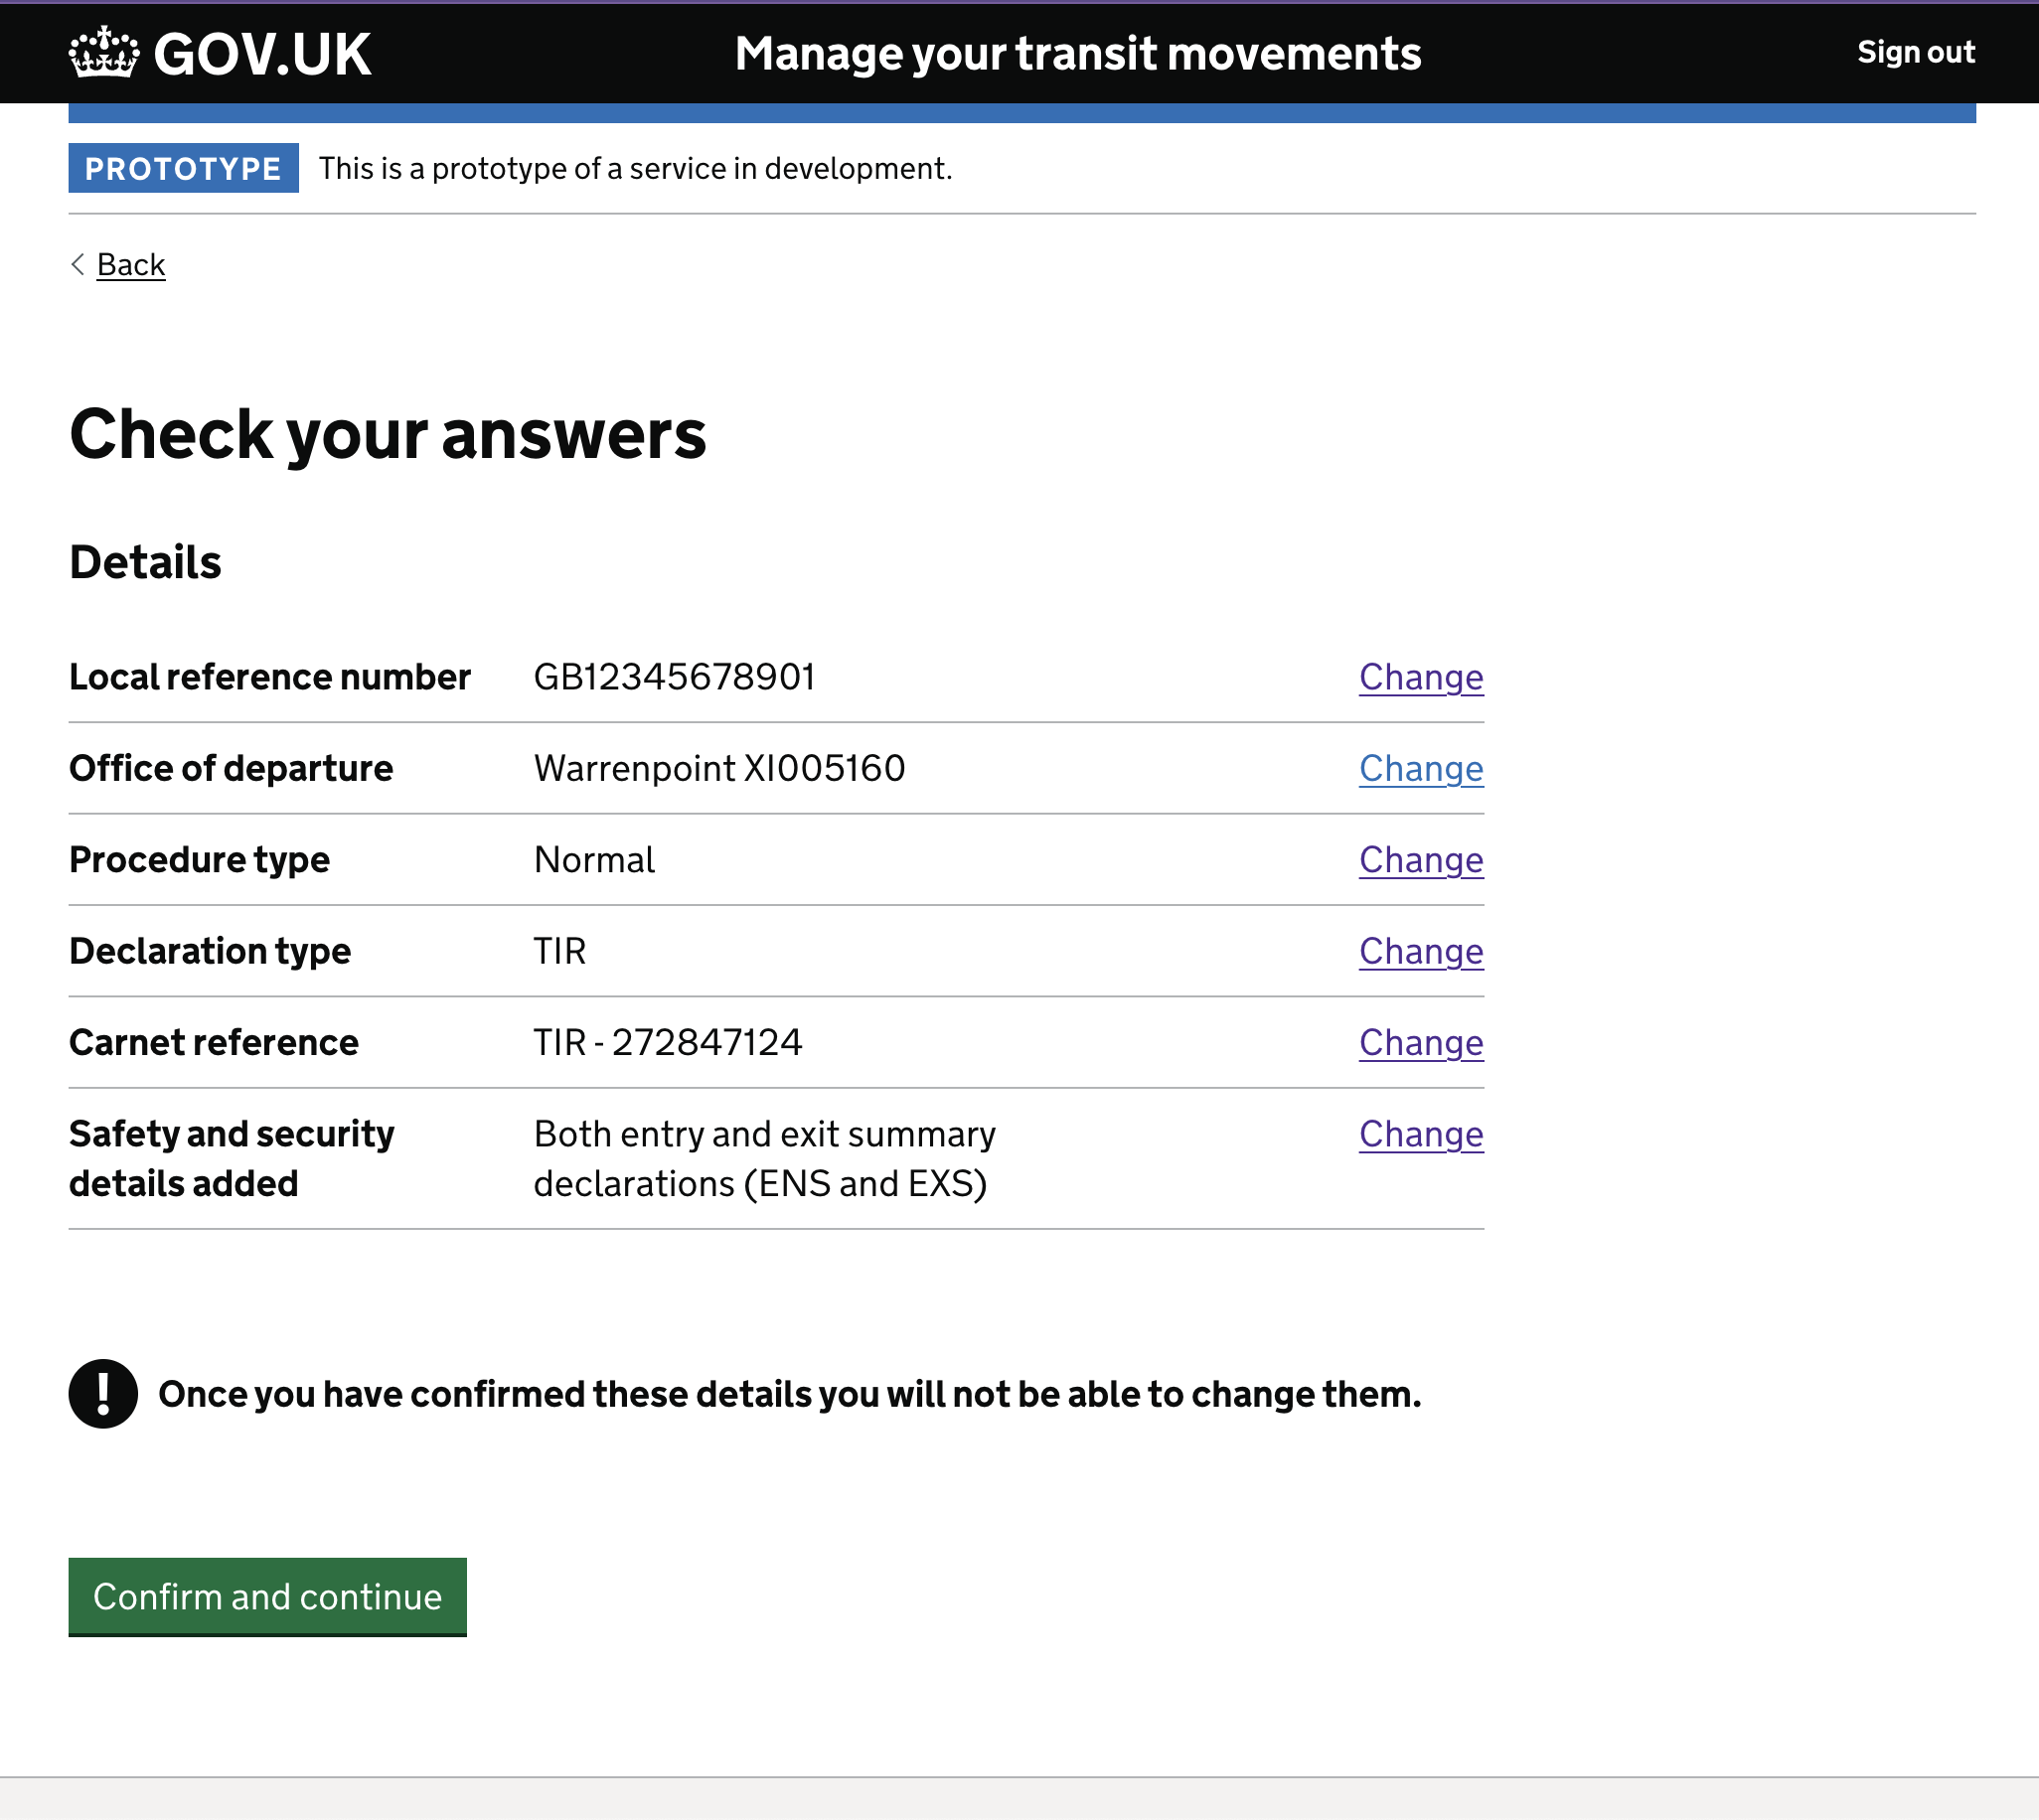 GOV.UK Manage your transit movements Sign out
PROTOTYPE This is a prototype of a service in development.
Back
Check your answers
Details
Local reference number GB12345678901 Change
Office of departure Warrenpoint XI005160 Change
Procedure type Normal Change
Declaration type TIR Change
Carnet reference TIR - 272847124 Change
Safety and security Both entry and exit summary Change
details added declarations (ENS and EXS)
! Once you have confirmed these details you will not be able to change them.
Confirm and continue